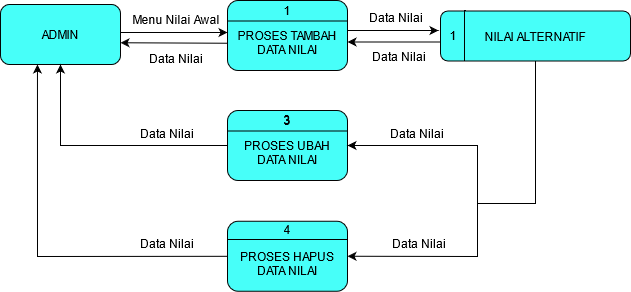 ADMIN
Menu Nilai Awal
Data Nilai
1
PROSES TAMBAH
DATA NILAI
Data Nilai
Data Nilai
1
NILAI ALTERNATIF
Data Nilai
3
PROSES UBAH
DATA NILAI
Data Nilai
Data Nilai
4
PROSES HAPUS
DATA NILAI
Data Nilai